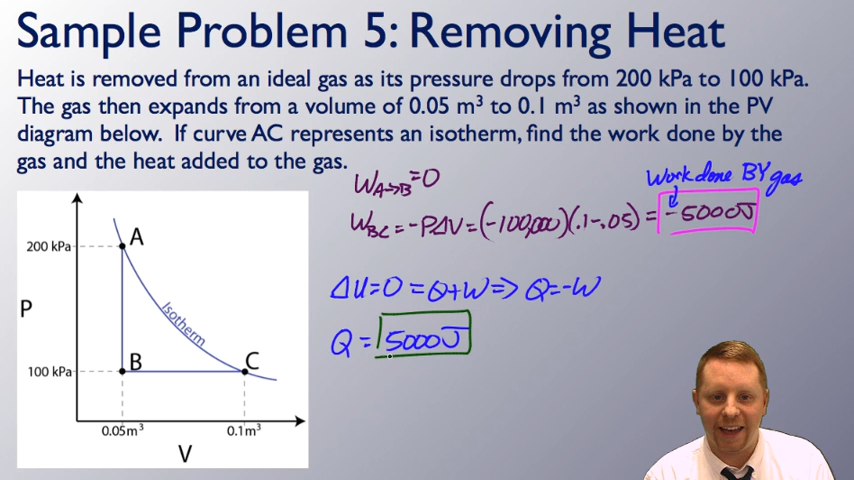 Sample Problem 5: Removing Heat
Heat is removed from an ideal gas as its pressure drops from 200 kPa to 100 kPa.
The gas then expands from a volume of 0.05 m³ to 0.1 m³ as shown in the PV
diagram below. If curve AC represents an isotherm, find the work done by the
gas and the heat added to the gas.
W_A→B = 0
Work done BY gas
W_BC = -PΔV = (-100,000)(.1-.05) = -5000J
ΔU = 0 = Q+W => Q=-W
Q = 5000J
A
200 kPa
P
Isotherm
B
C
100 kPa
0.05m³
0.1m³
V